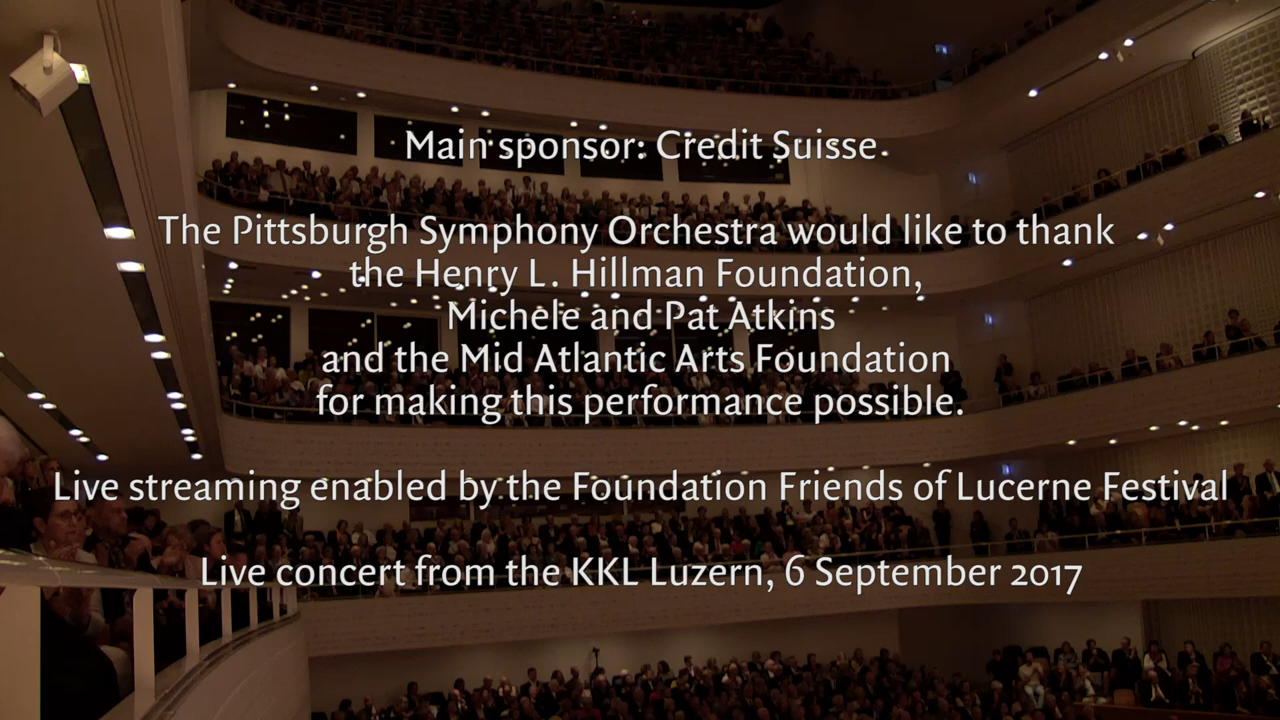 Main sponsor: Credit Suisse
The Pittsburgh Symphony Orchestra would like to thank
the Henry L. Hillman Foundation,
Michele and Pat Atkins
and the Mid Atlantic Arts Foundation
for making this performance possible.
Live streaming enabled by the Foundation Friends of Lucerne Festival
Live concert from the KKL Luzern, 6 September 2017